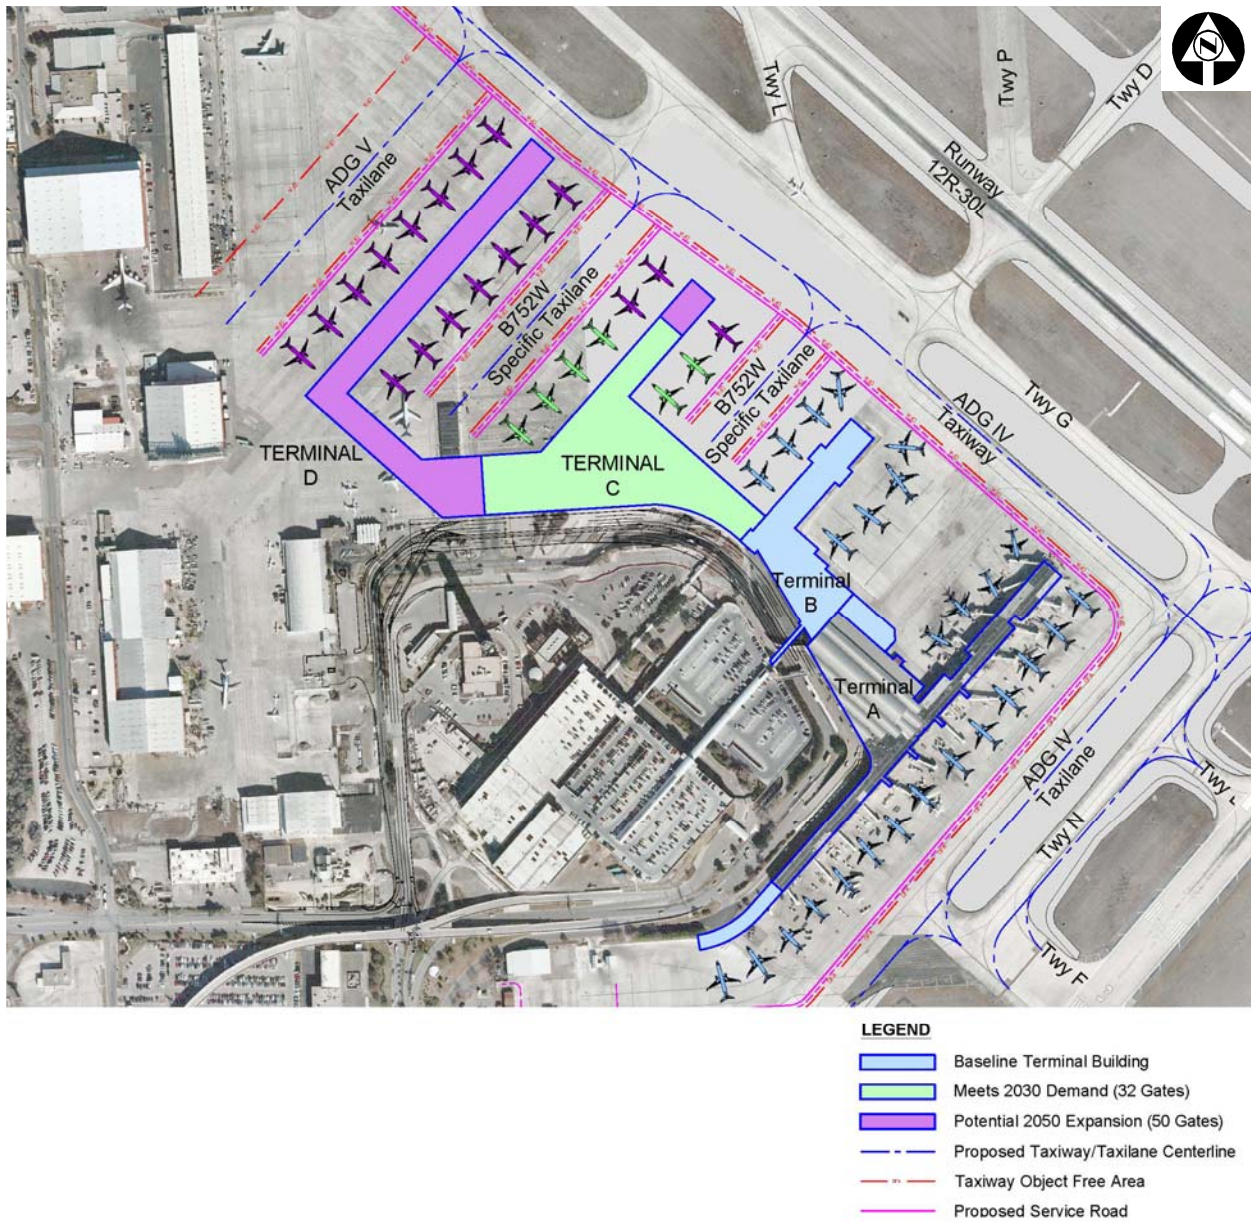 N
Twy L
Twy P
Twy D
Runway
12R-30L
ADG V
Taxilane
B752W
Specific Taxilane
B752W
Specific Taxilane
ADG IV
Taxiway
Twy G
TERMINAL
D
TERMINAL
C
Terminal
B
Terminal
A
ADG IV
Taxilane
Twy N
Twy F
LEGEND
Baseline Terminal Building
Meets 2030 Demand (32 Gates)
Potential 2050 Expansion (50 Gates)
Proposed Taxiway/Taxilane Centerline
Taxiway Object Free Area
Proposed Service Road